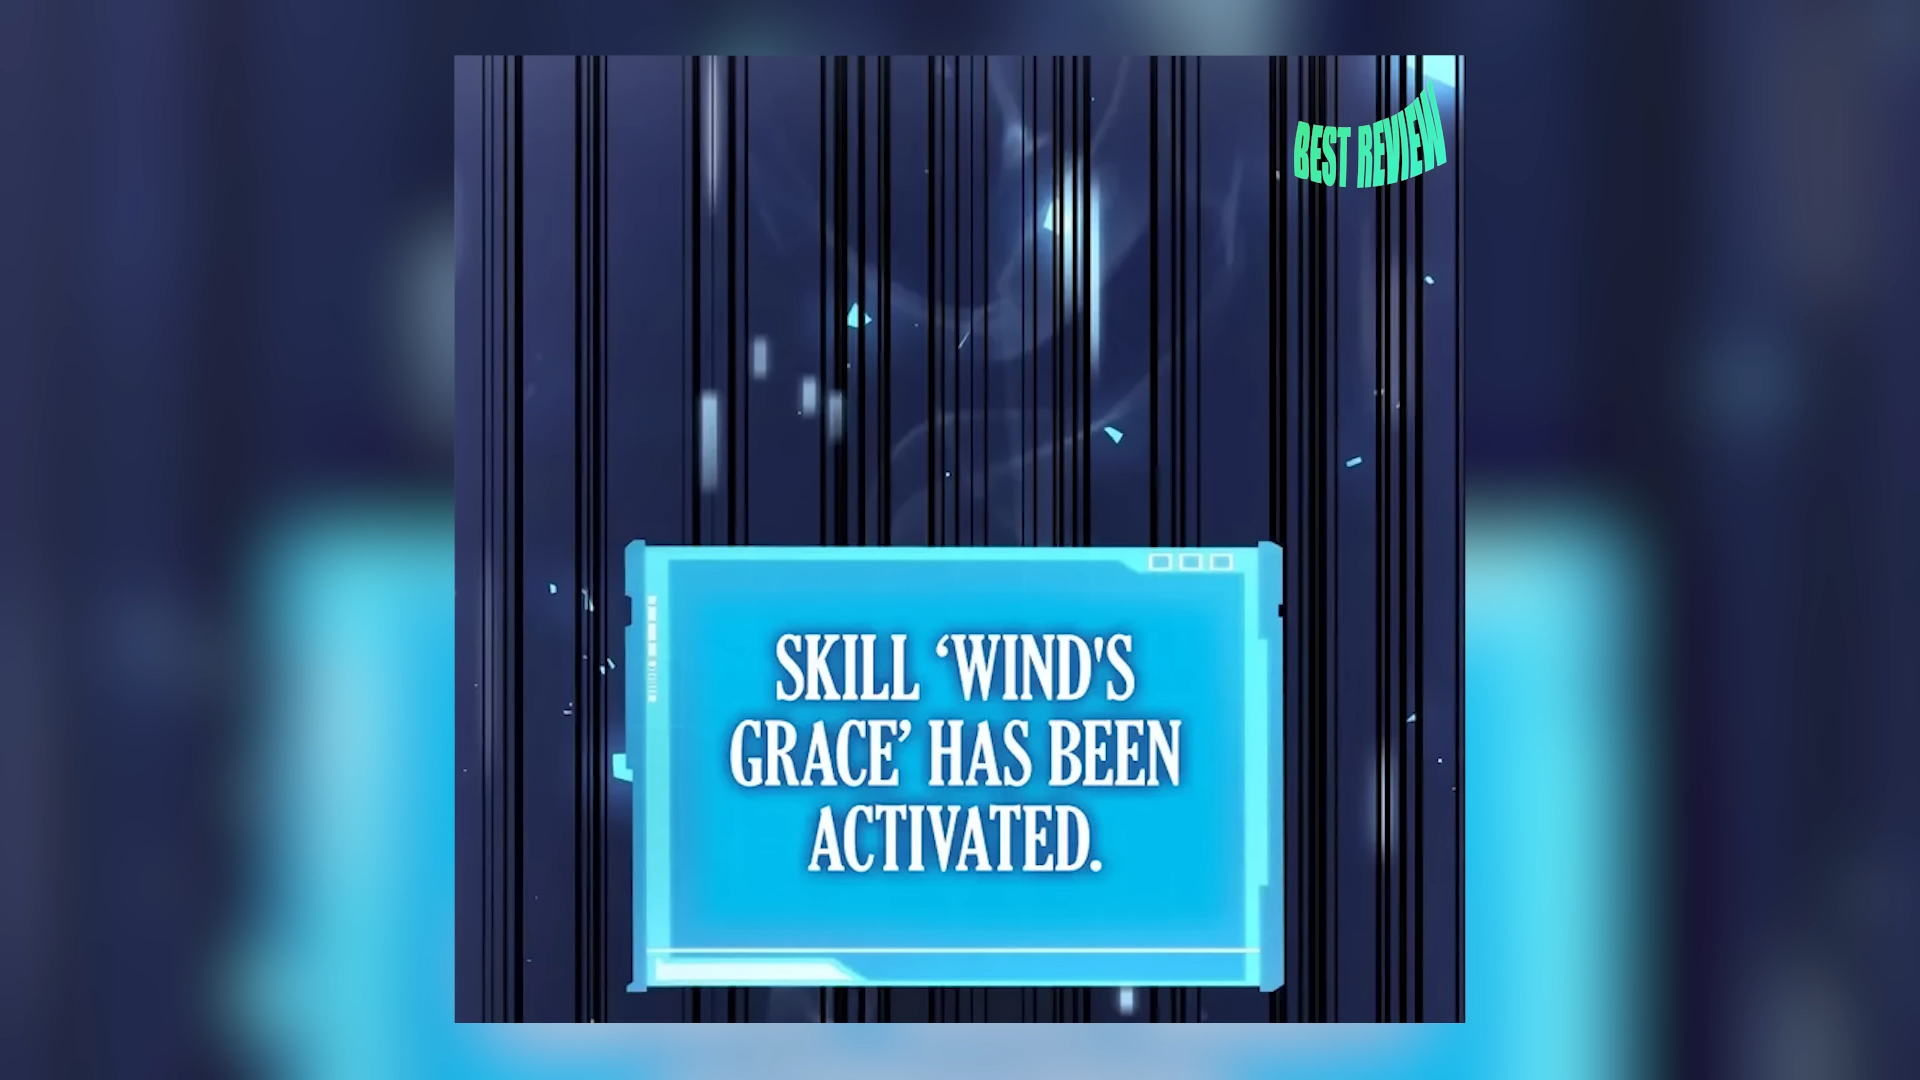 BEST REVIEW
SKILL ‘WIND'S
GRACE’ HAS BEEN
ACTIVATED.